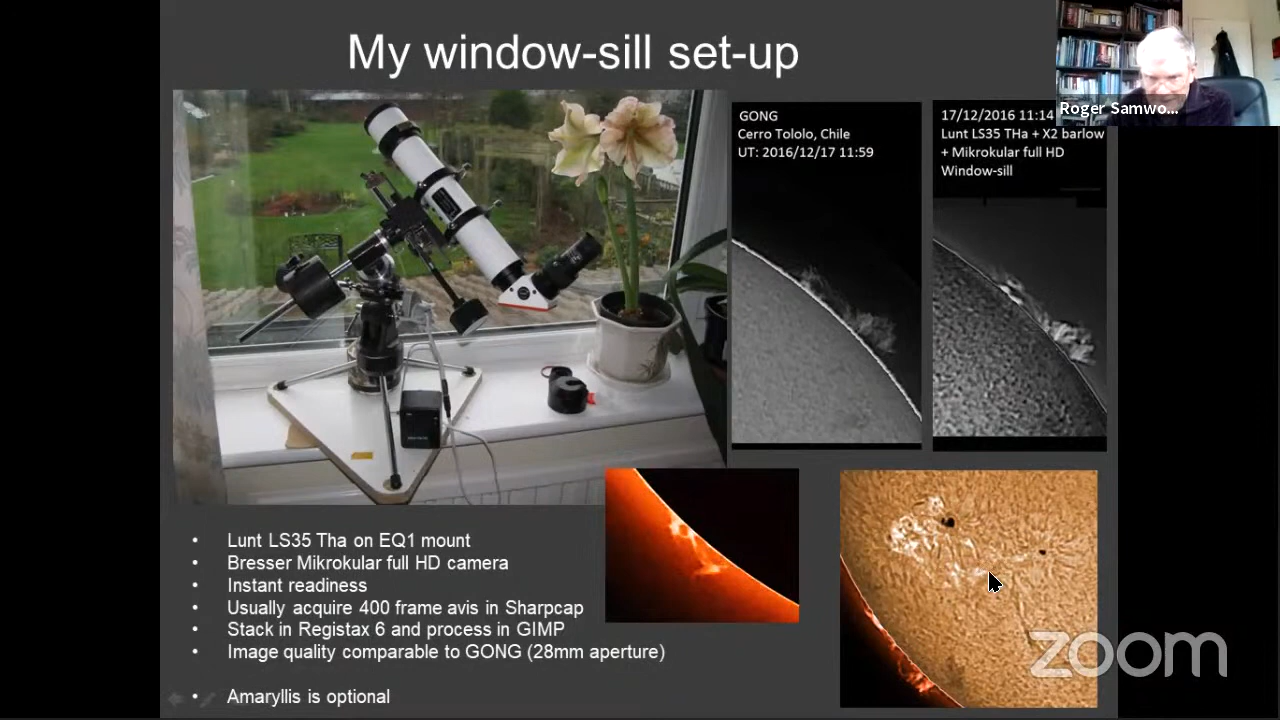 My window-sill set-up
Roger Samwo...
GONG
Cerro Tololo, Chile
UT: 2016/12/17 11:59
17/12/2016 11:14
Lunt LS35 THa + X2 barlow
+ Mikrokular full HD
Window-sill
• Lunt LS35 Tha on EQ1 mount
• Bresser Mikrokular full HD camera
• Instant readiness
• Usually acquire 400 frame avis in Sharpcap
• Stack in Registax 6 and process in GIMP
• Image quality comparable to GONG (28mm aperture)
• Amaryllis is optional
zoom